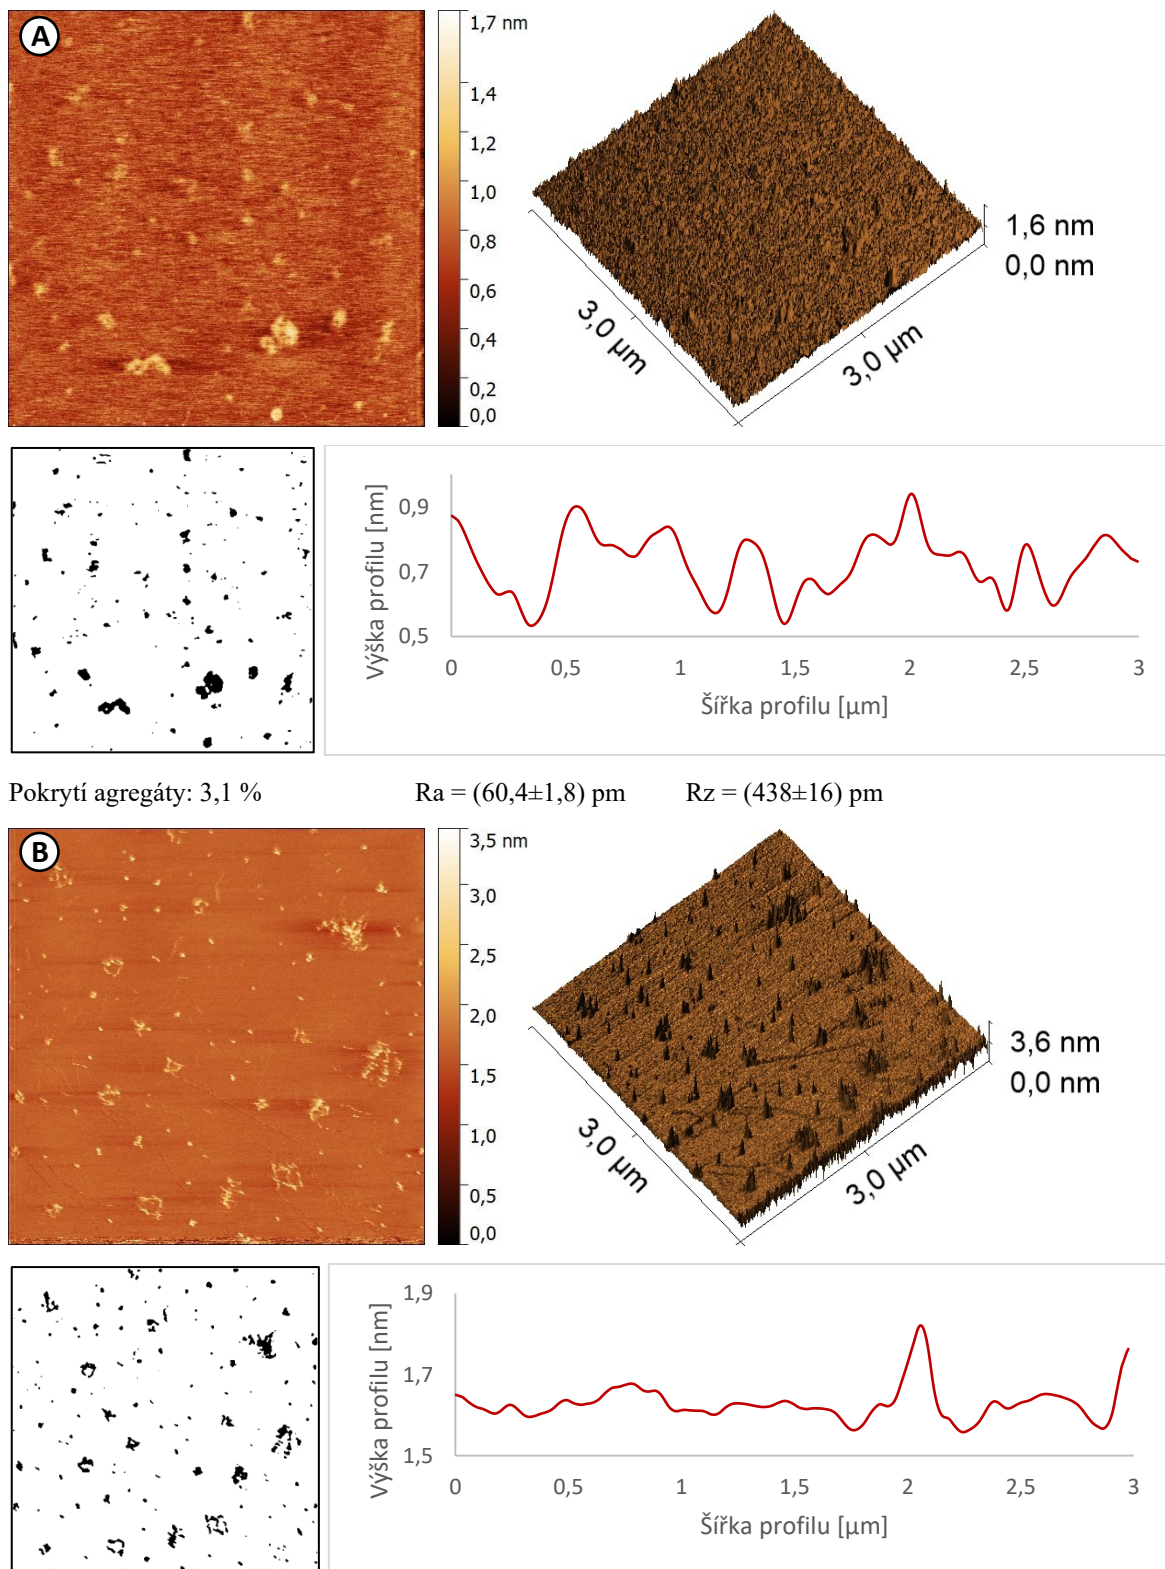 A
1,7 nm
1,4
1,2
1,0
0,8
0,6
0,4
0,2
0,0
1,6 nm
0,0 nm
3,0 µm
3,0 µm
Výška profilu [nm]
0,9
0,7
0,5
0
0,5
1
1,5
2
2,5
3
Šířka profilu [µm]
Pokrytí agregáty: 3,1 % Ra = (60,4±1,8) pm Rz = (438±16) pm
B
3,5 nm
3,0
2,5
2,0
1,5
1,0
0,5
0,0
3,6 nm
0,0 nm
3,0 µm
3,0 µm
Výška profilu [nm]
1,9
1,7
1,5
0
0,5
1
1,5
2
2,5
3
Šířka profilu [µm]